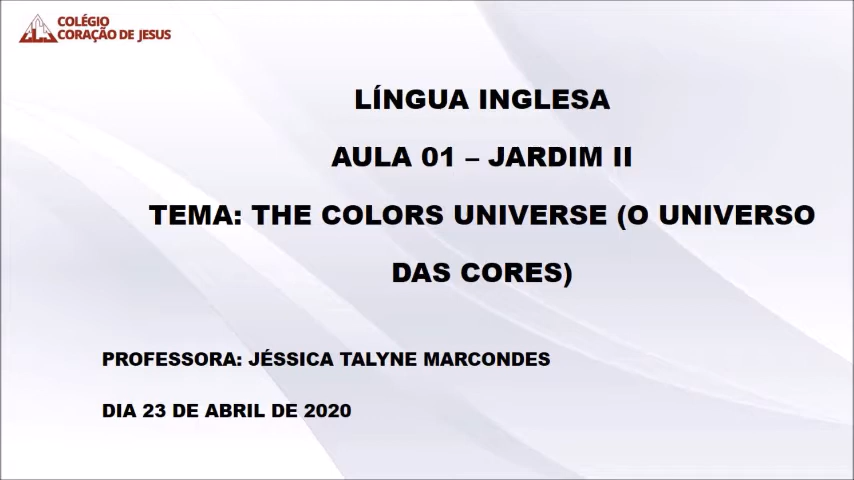 COLÉGIO
CORAÇÃO DE JESUS
LÍNGUA INGLESA
AULA 01 – JARDIM II
TEMA: THE COLORS UNIVERSE (O UNIVERSO
DAS CORES)
PROFESSORA: JÉSSICA TALYNE MARCONDES
DIA 23 DE ABRIL DE 2020